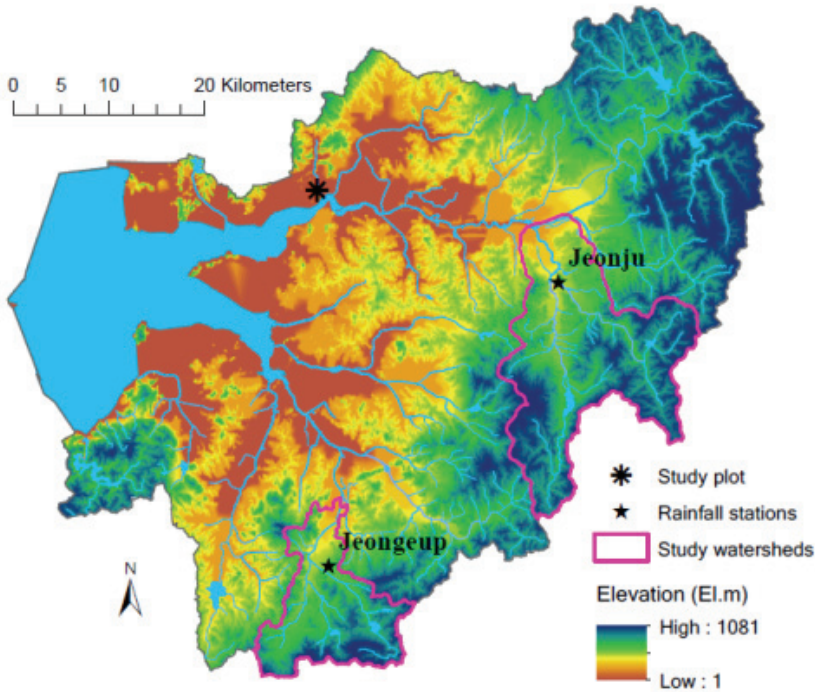 0 5 10 20 Kilometers
Jeonju
Study plot
Rainfall stations
Jeongeup
Study watersheds
N
Elevation (El.m)
High : 1081
Low : 1